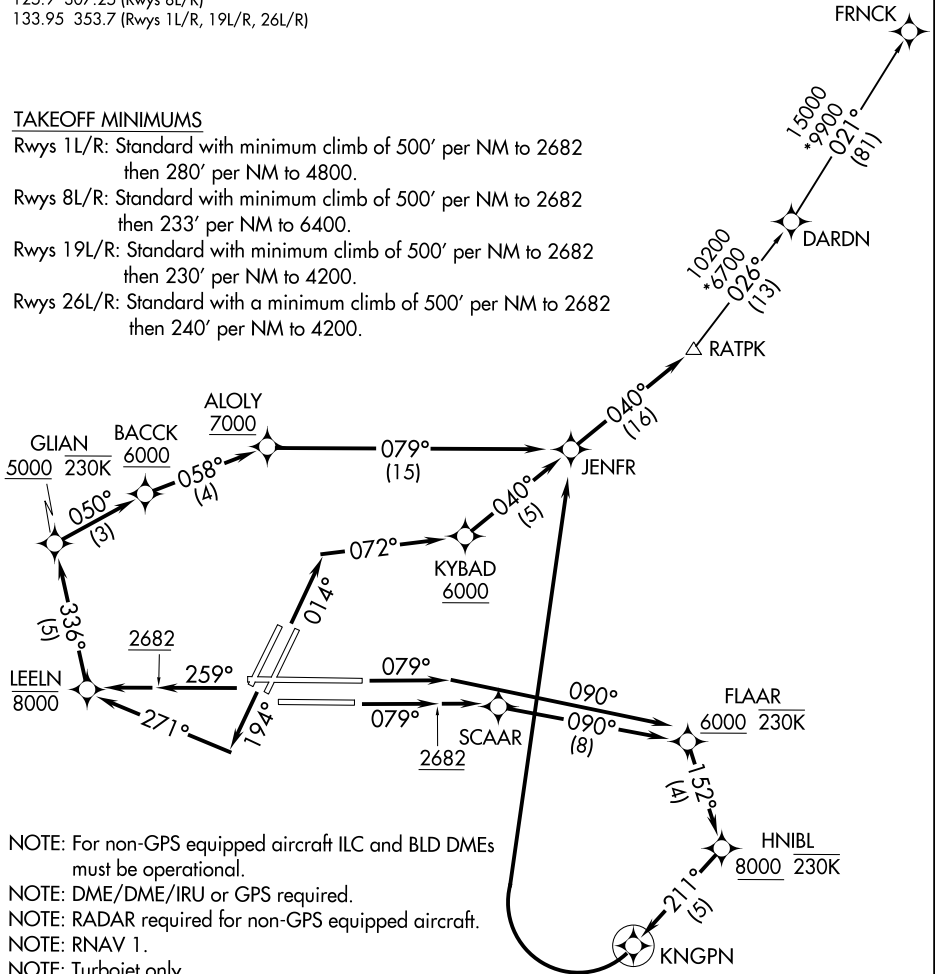 125.9 307.25 (Rwys 8L/R)
133.95 353.7 (Rwys 1L/R, 19L/R, 26L/R)
FRNCK
TAKEOFF MINIMUMS
Rwys 1L/R: Standard with minimum climb of 500' per NM to 2682
then 280' per NM to 4800.
Rwys 8L/R: Standard with minimum climb of 500' per NM to 2682
then 233' per NM to 6400.
Rwys 19L/R: Standard with minimum climb of 500' per NM to 2682
then 230' per NM to 4200.
Rwys 26L/R: Standard with a minimum climb of 500' per NM to 2682
then 240' per NM to 4200.
15000
*9900
021°
(81)
DARDN
10200
*6700
026°
(13)
RATPK
040°
(16)
ALOLY
7000
BACCK
6000
GLIAN
5000 230K
050°
(3)
058°
(4)
079°
(15)
JENFR
040°
(5)
072°
KYBAD
6000
014°
336°
(5)
2682
LEELN
8000
259°
271°
194°
079°
090°
079°
SCAAR
2682
090°
(8)
FLAAR
6000 230K
152°
(4)
HNIBL
8000 230K
211°
(5)
KNGPN
NOTE: For non-GPS equipped aircraft ILC and BLD DMEs
must be operational.
NOTE: DME/DME/IRU or GPS required.
NOTE: RADAR required for non-GPS equipped aircraft.
NOTE: RNAV 1.
NOTE: Turbojet only.